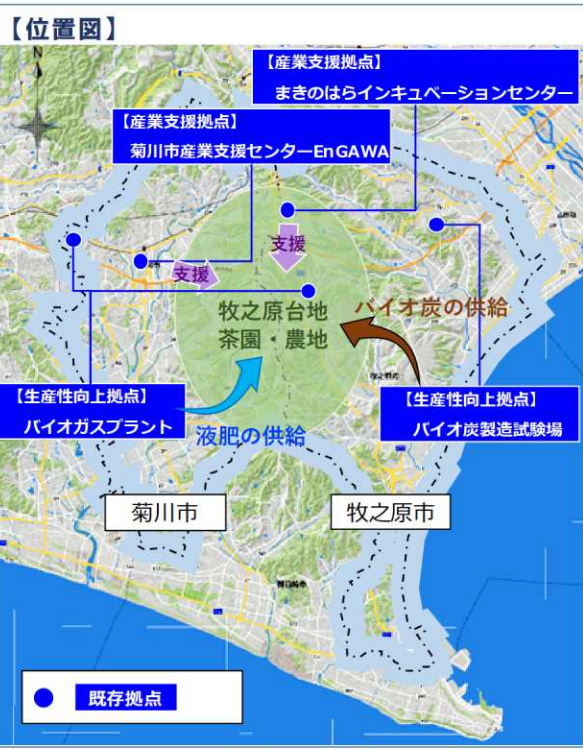 【位置図】
N
【産業支援拠点】
まきのはらインキュベーションセンター
【産業支援拠点】
菊川市産業支援センターEnGAWA
支援
支援
牧之原台地
茶園・農地
バイオ炭の供給
【生産性向上拠点】
バイオガスプラント
液肥の供給
【生産性向上拠点】
バイオ炭製造試験場
菊川市
牧之原市
既存拠点